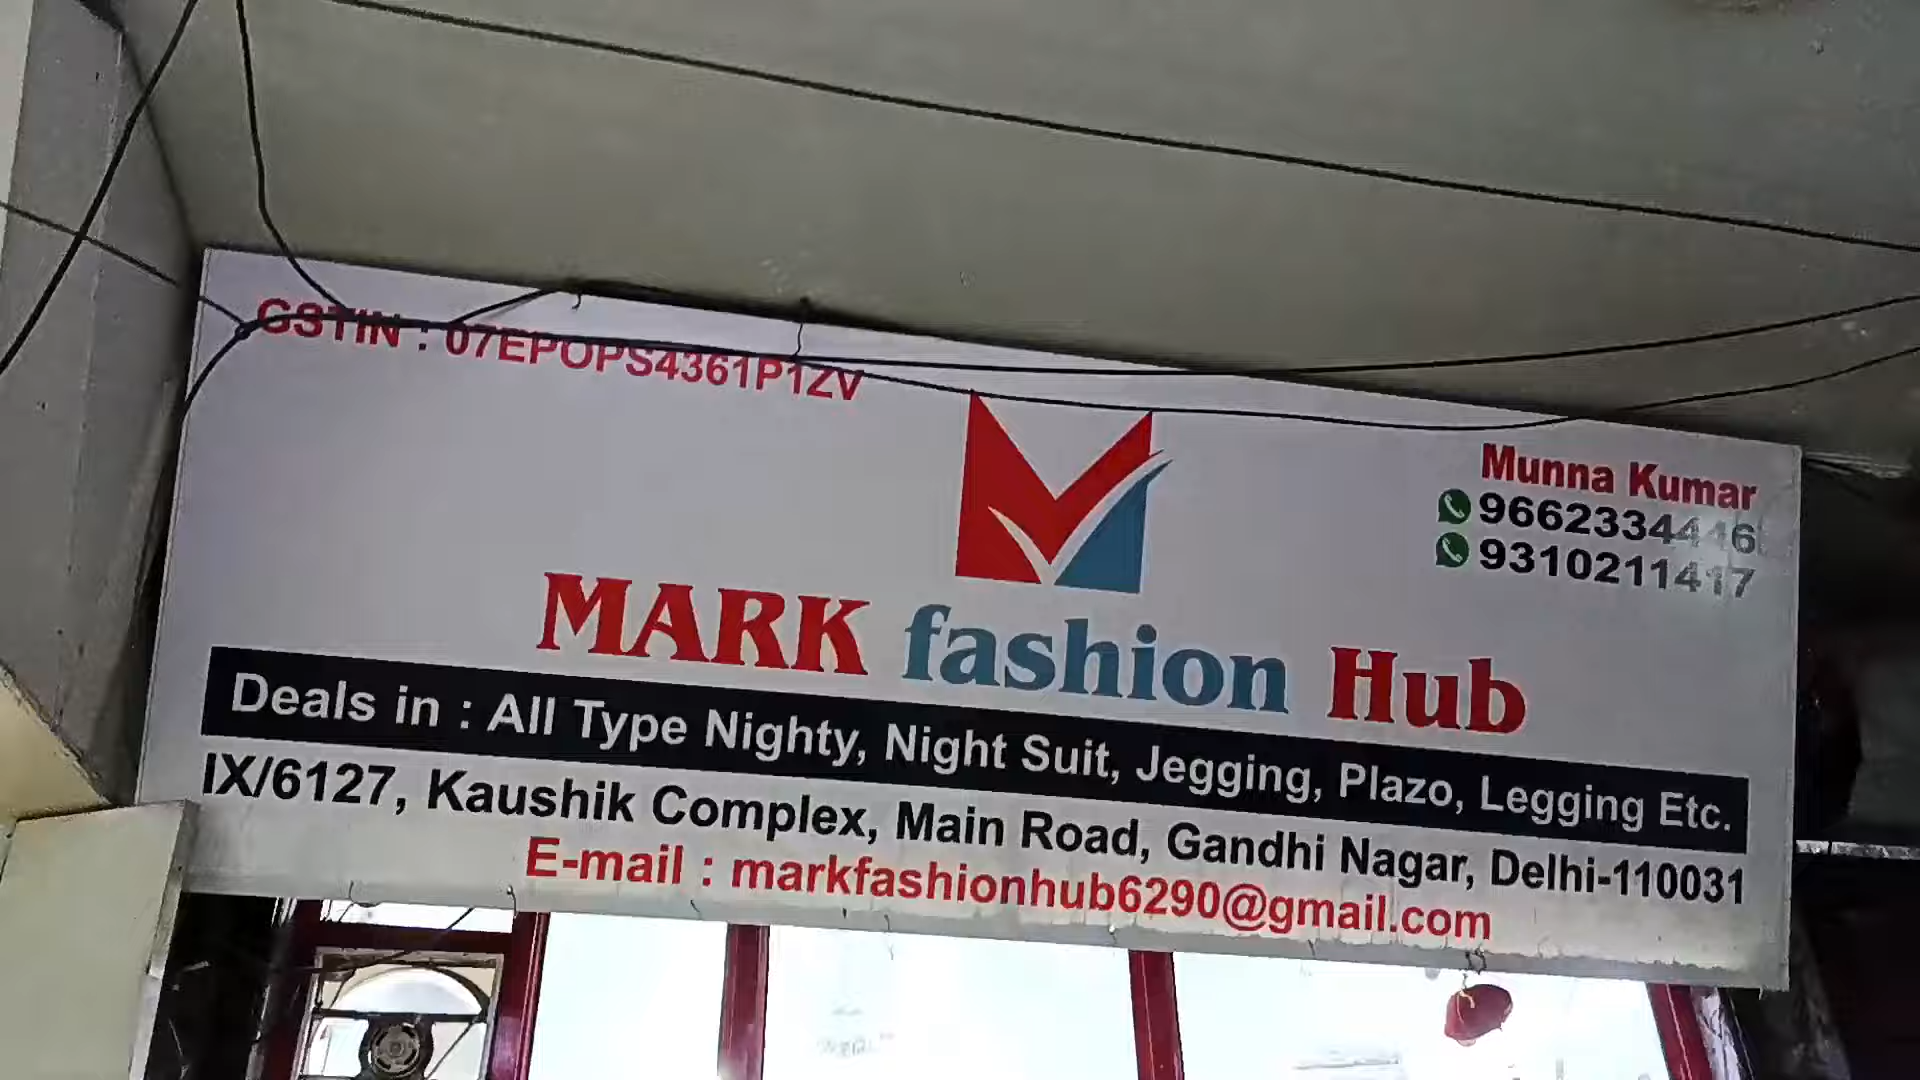 GSTIN : 07EPOPS4361P1ZV
Munna Kumar
9662334446
9310211417
MARK fashion Hub
Deals in : All Type Nighty, Night Suit, Jegging, Plazo, Legging Etc.
IX/6127, Kaushik Complex, Main Road, Gandhi Nagar, Delhi-110031
E-mail : markfashionhub6290@gmail.com